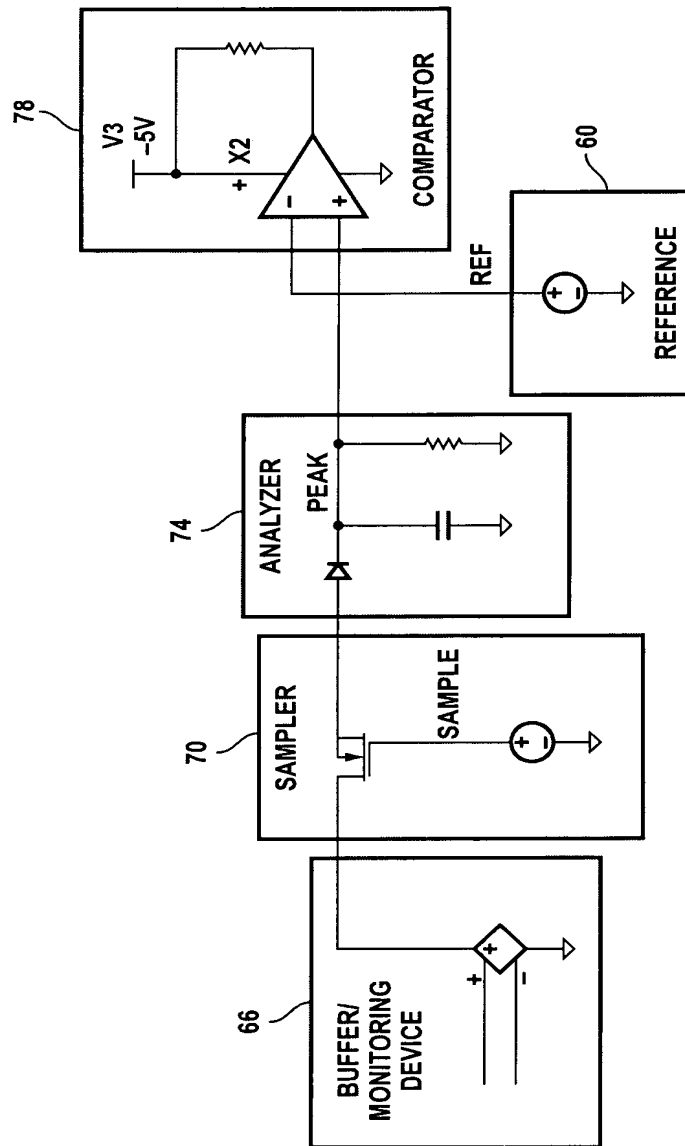 66
BUFFER/
MONITORING
DEVICE
+
−
+
70
SAMPLER
SAMPLE
+
−
74
ANALYZER
PEAK
78
V3
−5V
X2
+
−
+
COMPARATOR
REF
60
+
−
REFERENCE